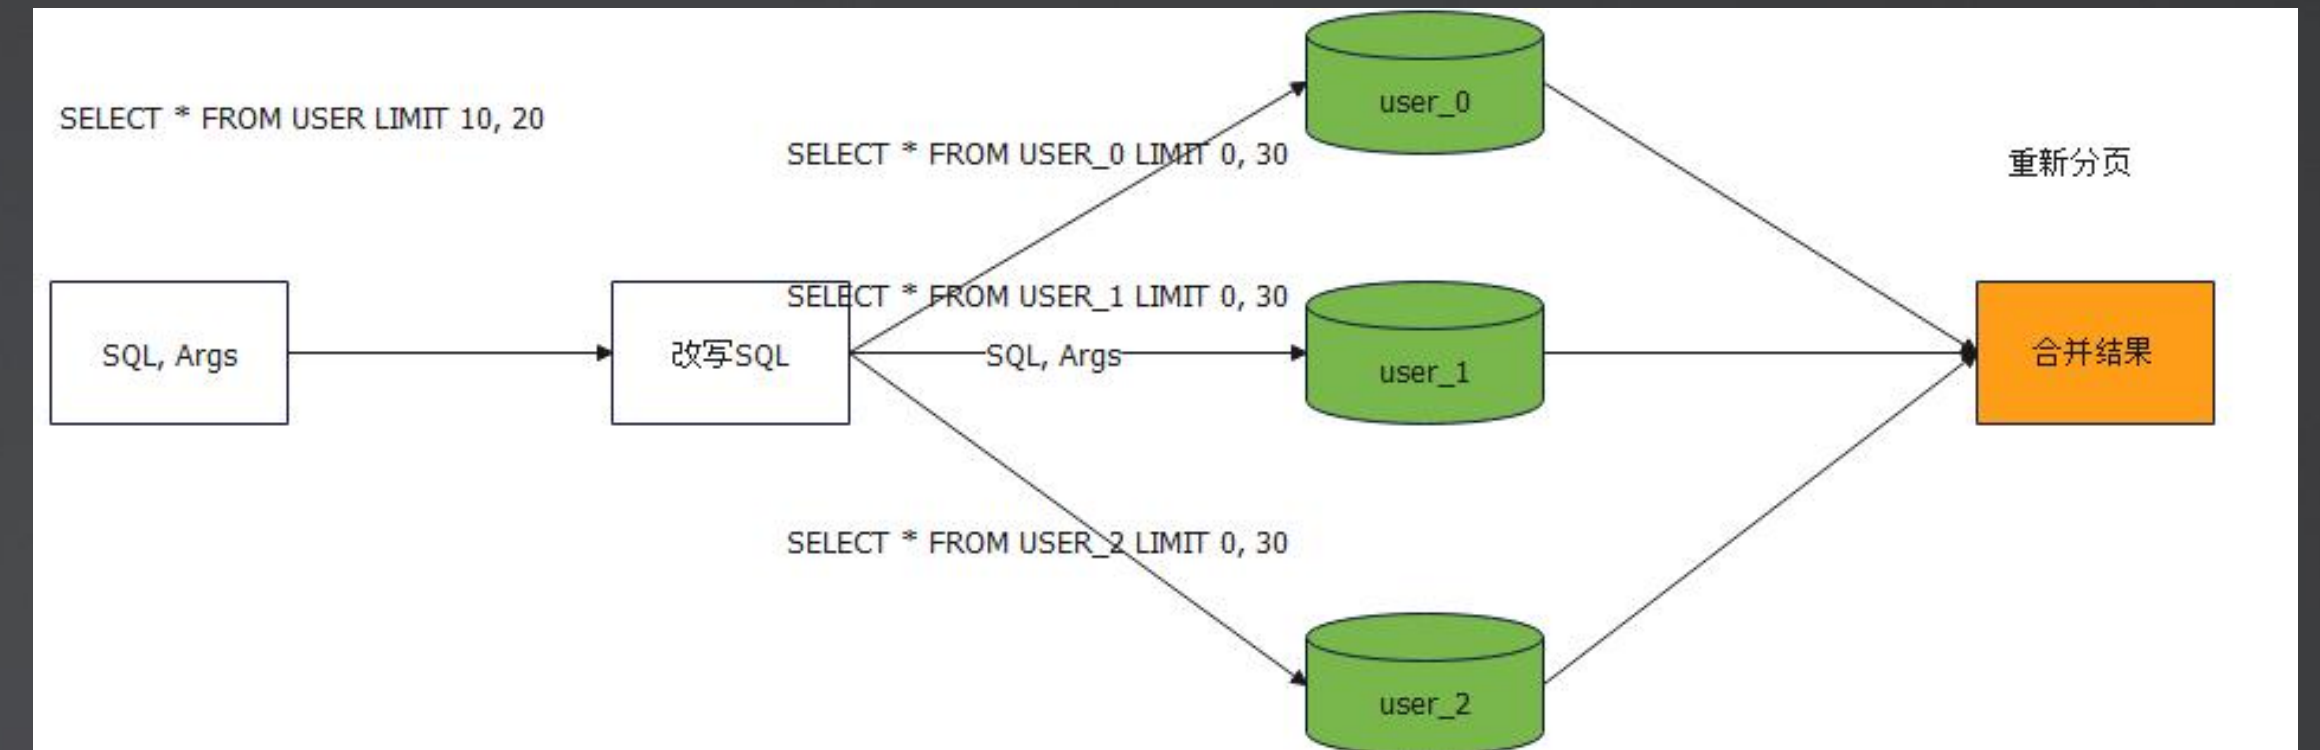 SELECT * FROM USER LIMIT 10, 20
user_0
SELECT * FROM USER_0 LIMIT 0, 30
重新分页
SELECT * FROM USER_1 LIMIT 0, 30
SQL, Args
改写SQL
SQL, Args
user_1
合并结果
SELECT * FROM USER_2 LIMIT 0, 30
user_2